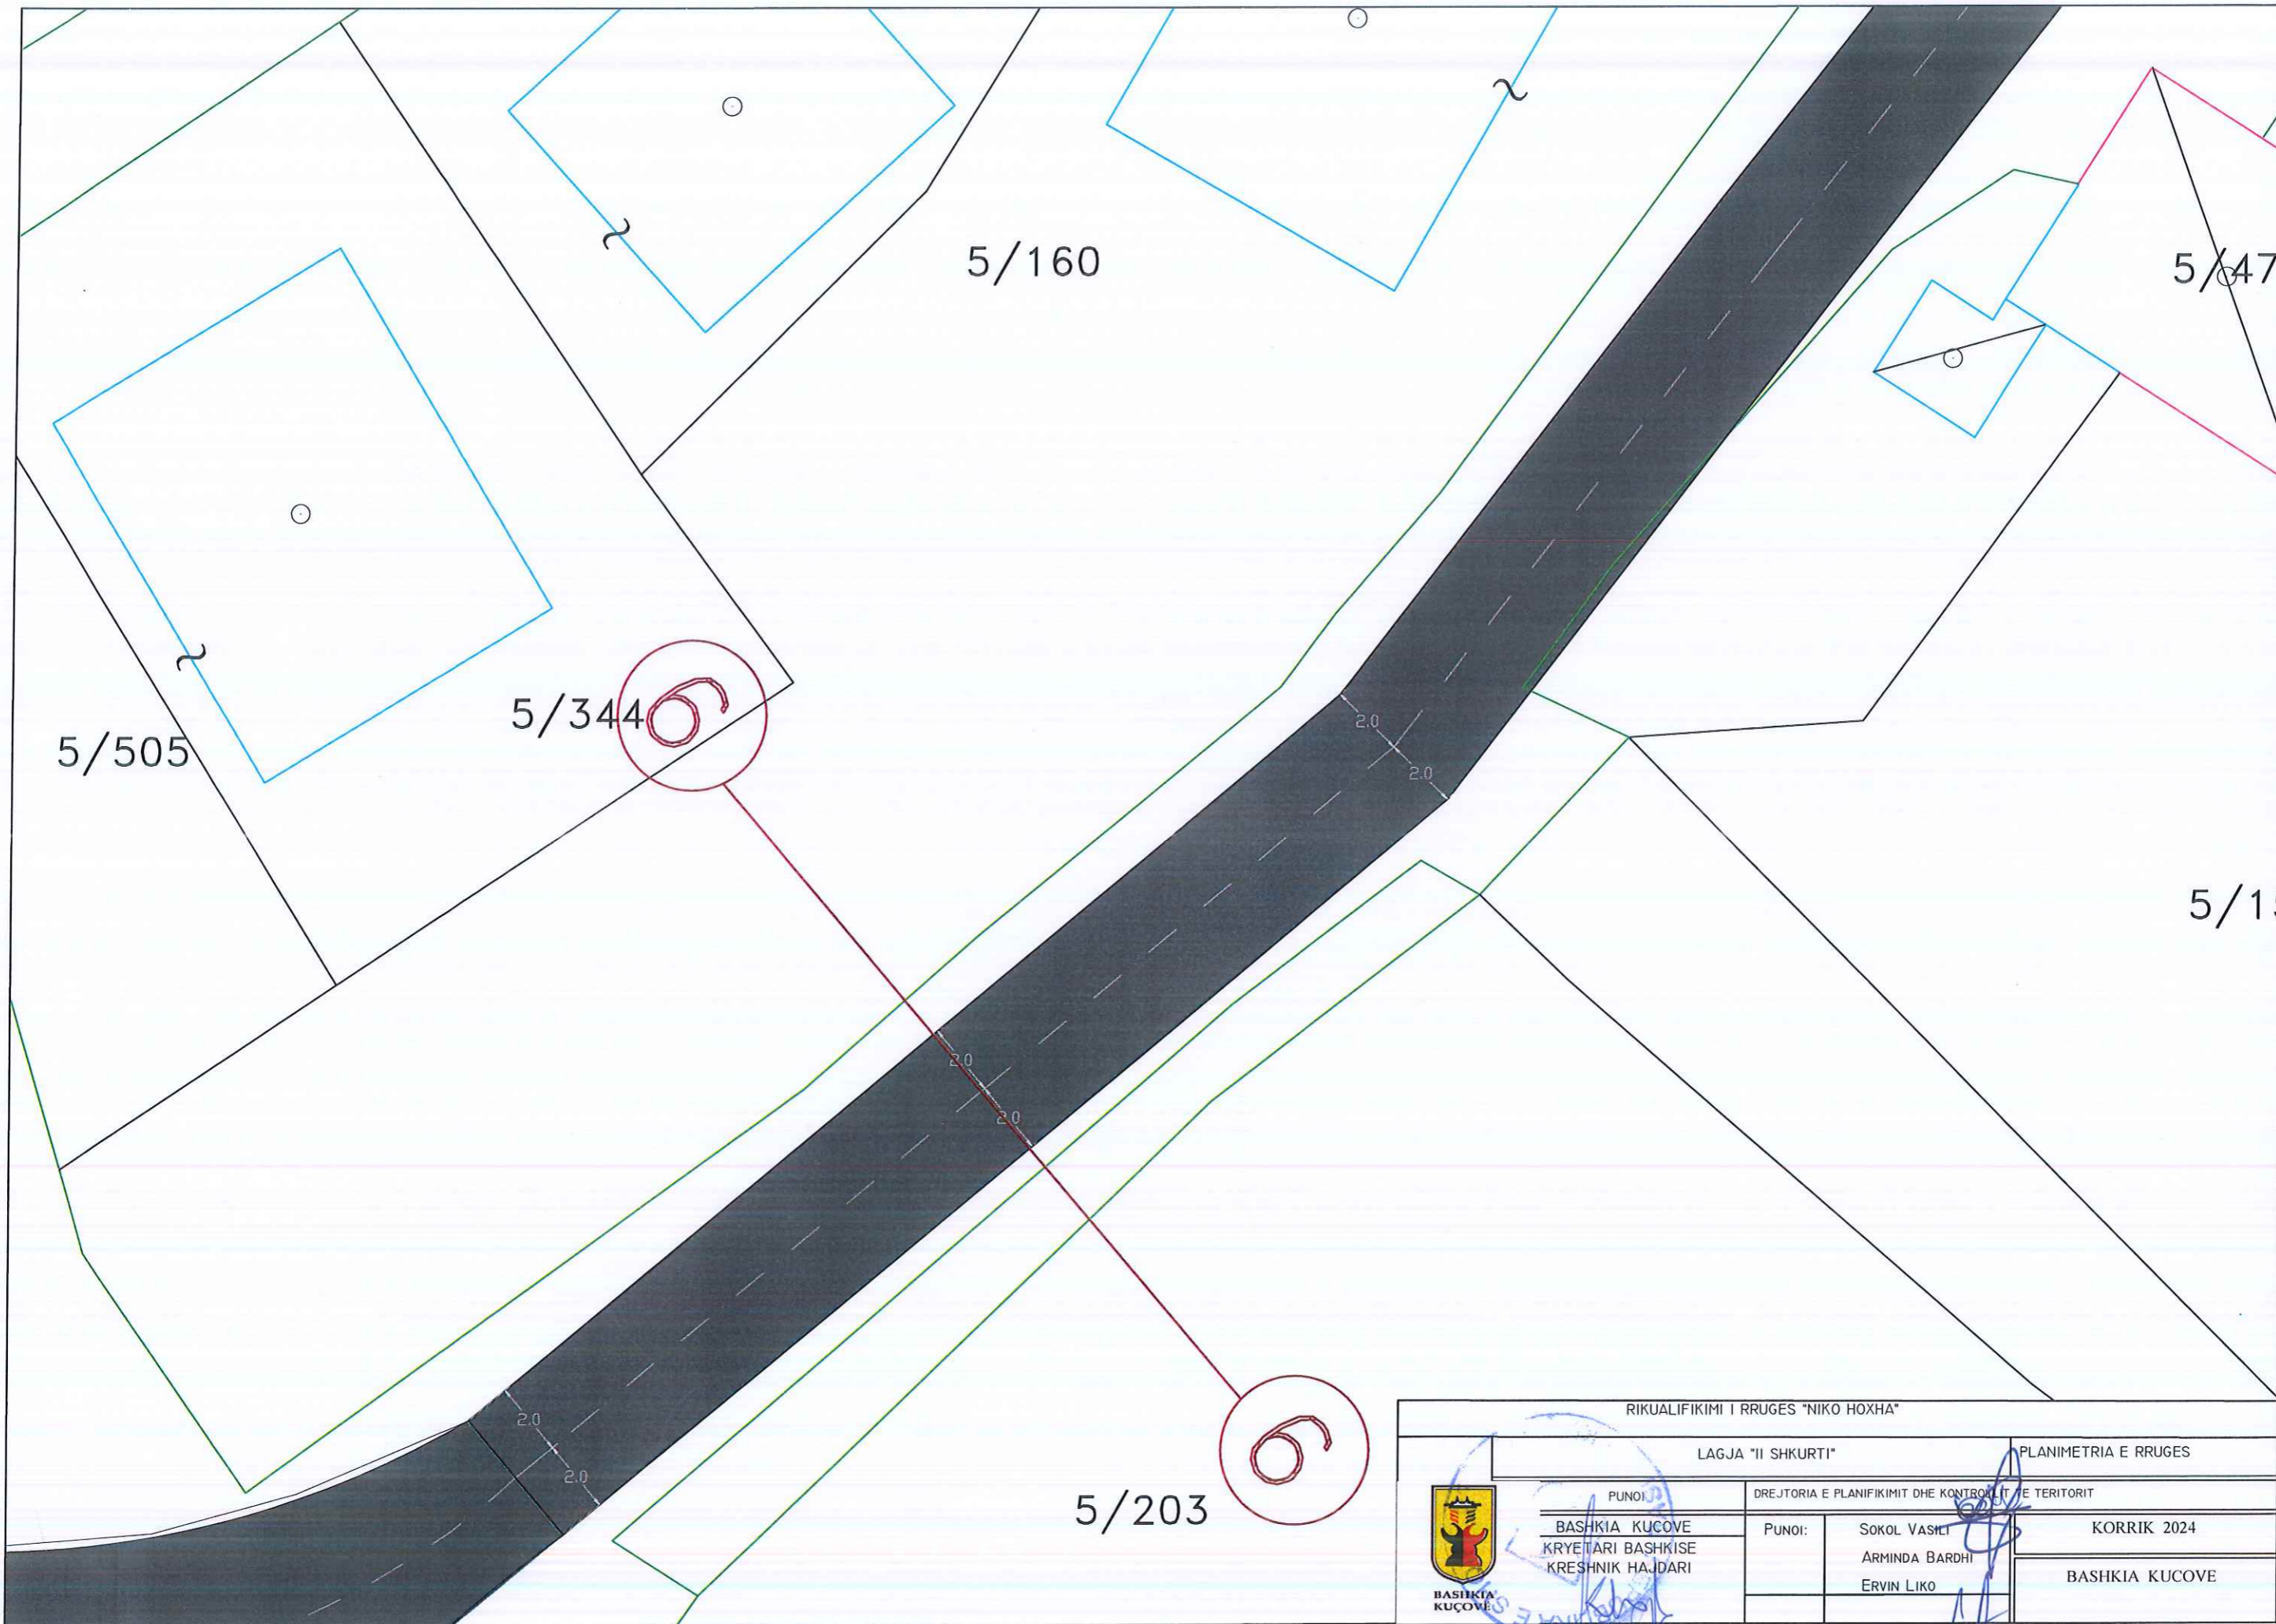 5/160
5/47
5/344
6
5/505
2.0
2.0
2.0
2.0
2.0
2.0
6
5/203
RIKUALIFIKIMI I RRUGES "NIKO HOXHA"
LAGJA "II SHKURTI"
PLANIMETRIA E RRUGES
PUNOI
DREJTORIA E PLANIFIKIMIT DHE KONTROLLIT TE TERITORIT
BASHKIA KUCOVE
KRYETARI BASHKISE
KRESHNIK HAJDARI
PUNOI:
SOKOL VASILI
ARMINDA BARDHI
ERVIN LIKO
KORRIK 2024
BASHKIA KUCOVE
BASHKIA
KUÇOVË